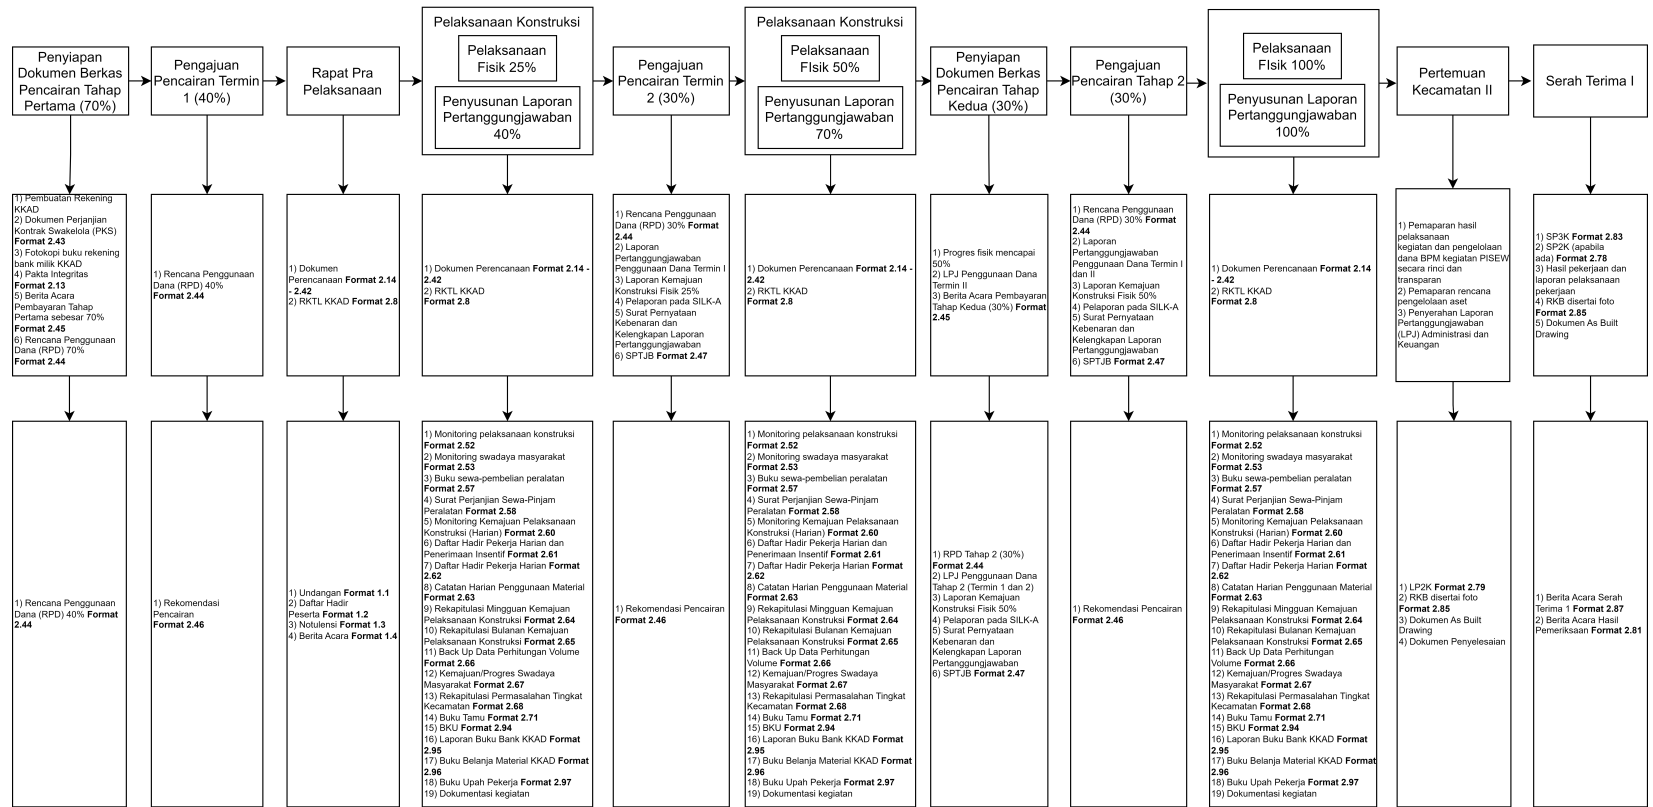 Penyiapan
Dokumen Berkas
Pencairan Tahap
Pertama (70%)
Pengajuan
Pencairan Termin
1 (40%)
Rapat Pra
Pelaksanaan
Pelaksanaan Konstruksi
Pelaksanaan
Fisik 25%
Penyusunan Laporan
Pertanggungjawaban
40%
Pengajuan
Pencairan Termin
2 (30%)
Pelaksanaan Konstruksi
Pelaksanaan
FIsik 50%
Penyusunan Laporan
Pertanggungjawaban
70%
Penyiapan
Dokumen Berkas
Pencairan Tahap
Kedua (30%)
Pengajuan
Pencairan Tahap 2
(30%)
Pelaksanaan
FIsik 100%
Penyusunan Laporan
Pertanggungjawaban
100%
Pertemuan
Kecamatan II
Serah Terima I
1) Pembuatan Rekening
KKAD
2) Dokumen Perjanjian
Kontrak Swakelola (PKS)
Format 2.43
3) Fotokopi buku rekening
bank milik KKAD
4) Pakta Integritas
Format 2.13
5) Berita Acara
Pembayaran Tahap
Pertama sebesar 70%
Format 2.45
6) Rencana Penggunaan
Dana (RPD) 70%
Format 2.44
1) Rencana Penggunaan
Dana (RPD) 40%
Format 2.44
1) Dokumen
Perencanaan Format 2.14
- 2.42
2) RKTL KKAD Format 2.8
1) Dokumen Perencanaan Format 2.14 -
2.42
2) RKTL KKAD
Format 2.8
1) Rencana Penggunaan
Dana (RPD) 30% Format
2.44
2) Laporan
Pertanggungjawaban
Penggunaan Dana Termin I
3) Laporan Kemajuan
Konstruksi Fisik 25%
4) Pelaporan pada SILK-A
5) Surat Pernyataan
Kebenaran dan
Kelengkapan Laporan
Pertanggungjawaban
6) SPTJB Format 2.47
1) Dokumen Perencanaan Format 2.14 -
2.42
2) RKTL KKAD
Format 2.8
1) Progres fisik mencapai
50%
2) LPJ Penggunaan Dana
Termin II
3) Berita Acara Pembayaran
Tahap Kedua (30%) Format
2.45
1) Rencana Penggunaan
Dana (RPD) 30% Format
2.44
2) Laporan
Pertanggungjawaban
Penggunaan Dana Termin I
dan II
3) Laporan Kemajuan
Konstruksi Fisik 50%
4) Pelaporan pada SILK-A
5) Surat Pernyataan
Kebenaran dan
Kelengkapan Laporan
Pertanggungjawaban
6) SPTJB Format 2.47
1) Dokumen Perencanaan Format 2.14
- 2.42
2) RKTL KKAD
Format 2.8
1) Pemaparan hasil
pelaksanaan
kegiatan dan pengelolaan
dana BPM kegiatan PISEW
secara rinci dan
transparan
2) Pemaparan rencana
pengelolaan aset
3) Penyerahan Laporan
Pertanggungjawaban
(LPJ) Administrasi dan
Keuangan
1) SP3K Format 2.83
2) SP2K (apabila
ada) Format 2.78
3) Hasil pekerjaan dan
laporan pelaksanaan
pekerjaan
4) RKB disertai foto
Format 2.85
5) Dokumen As Built
Drawing
1) Rencana Penggunaan
Dana (RPD) 40% Format
2.44
1) Rekomendasi
Pencairan
Format 2.46
1) Undangan Format 1.1
2) Daftar Hadir
Peserta Format 1.2
3) Notulensi Format 1.3
4) Berita Acara Format 1.4
1) Monitoring pelaksanaan konstruksi
Format 2.52
2) Monitoring swadaya masyarakat
Format 2.53
3) Buku sewa-pembelian peralatan
Format 2.57
4) Surat Perjanjian Sewa-Pinjam
Peralatan Format 2.58
5) Monitoring Kemajuan Pelaksanaan
Konstruksi (Harian) Format 2.60
6) Daftar Hadir Pekerja Harian dan
Penerimaan Insentif Format 2.61
7) Daftar Hadir Pekerja Harian Format
2.62
8) Catatan Harian Penggunaan Material
Format 2.63
9) Rekapitulasi Mingguan Kemajuan
Pelaksanaan Konstruksi Format 2.64
10) Rekapitulasi Bulanan Kemajuan
Pelaksanaan Konstruksi Format 2.65
11) Back Up Data Perhitungan Volume
Format 2.66
12) Kemajuan/Progres Swadaya
Masyarakat Format 2.67
13) Rekapitulasi Permasalahan Tingkat
Kecamatan Format 2.68
14) Buku Tamu Format 2.71
15) BKU Format 2.94
16) Laporan Buku Bank KKAD Format
2.95
17) Buku Belanja Material KKAD Format
2.96
18) Buku Upah Pekerja Format 2.97
19) Dokumentasi kegiatan
1) Rekomendasi Pencairan
Format 2.46
1) Monitoring pelaksanaan konstruksi
Format 2.52
2) Monitoring swadaya masyarakat
Format 2.53
3) Buku sewa-pembelian peralatan
Format 2.57
4) Surat Perjanjian Sewa-Pinjam
Peralatan Format 2.58
5) Monitoring Kemajuan Pelaksanaan
Konstruksi (Harian) Format 2.60
6) Daftar Hadir Pekerja Harian dan
Penerimaan Insentif Format 2.61
7) Daftar Hadir Pekerja Harian Format
2.62
8) Catatan Harian Penggunaan Material
Format 2.63
9) Rekapitulasi Mingguan Kemajuan
Pelaksanaan Konstruksi Format 2.64
10) Rekapitulasi Bulanan Kemajuan
Pelaksanaan Konstruksi Format 2.65
11) Back Up Data Perhitungan
Volume Format 2.66
12) Kemajuan/Progres Swadaya
Masyarakat Format 2.67
13) Rekapitulasi Permasalahan Tingkat
Kecamatan Format 2.68
14) Buku Tamu Format 2.71
15) BKU Format 2.94
16) Laporan Buku Bank KKAD Format
2.95
17) Buku Belanja Material KKAD Format
2.96
18) Buku Upah Pekerja Format 2.97
19) Dokumentasi kegiatan
1) RPD Tahap 2 (30%)
Format 2.44
2) LPJ Penggunaan Dana
Tahap 2 (Termin 1 dan 2)
3) Laporan Kemajuan
Konstruksi Fisik 50%
4) Pelaporan pada SILK-A
5) Surat Pernyataan
Kebenaran dan
Kelengkapan Laporan
Pertanggungjawaban
6) SPTJB Format 2.47
1) Rekomendasi Pencairan
Format 2.46
1) Monitoring pelaksanaan konstruksi
Format 2.52
2) Monitoring swadaya masyarakat
Format 2.53
3) Buku sewa-pembelian peralatan
Format 2.57
4) Surat Perjanjian Sewa-Pinjam
Peralatan Format 2.58
5) Monitoring Kemajuan Pelaksanaan
Konstruksi (Harian) Format 2.60
6) Daftar Hadir Pekerja Harian dan
Penerimaan Insentif Format 2.61
7) Daftar Hadir Pekerja Harian Format
2.62
8) Catatan Harian Penggunaan Material
Format 2.63
9) Rekapitulasi Mingguan Kemajuan
Pelaksanaan Konstruksi Format 2.64
10) Rekapitulasi Bulanan Kemajuan
Pelaksanaan Konstruksi Format 2.65
11) Back Up Data Perhitungan
Volume Format 2.66
12) Kemajuan/Progres Swadaya
Masyarakat Format 2.67
13) Rekapitulasi Permasalahan Tingkat
Kecamatan Format 2.68
14) Buku Tamu Format 2.71
15) BKU Format 2.94
16) Laporan Buku Bank KKAD Format
2.95
17) Buku Belanja Material KKAD Format
2.96
18) Buku Upah Pekerja Format 2.97
19) Dokumentasi kegiatan
1) LP2K Format 2.79
2) RKB disertai foto
Format 2.85
3) Dokumen As Built
Drawing
4) Dokumen Penyelesaian
1) Berita Acara Serah
Terima 1 Format 2.87
2) Berita Acara Hasil
Pemeriksaan Format 2.81